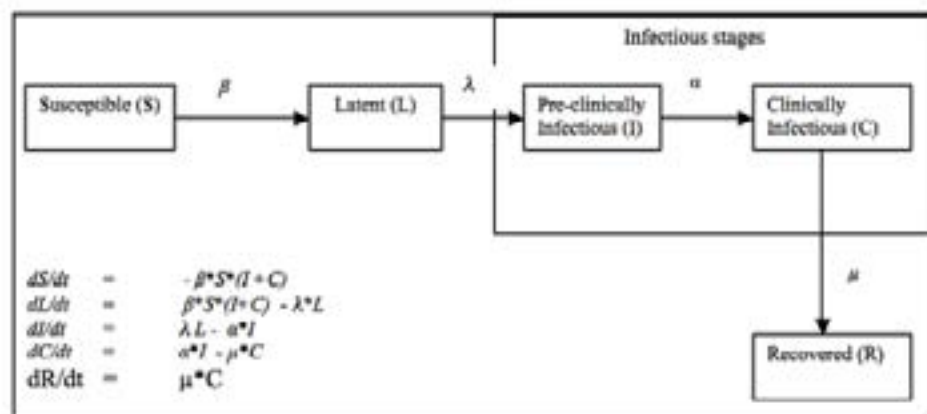 Infectious stages
β
λ
α
Susceptible (S)
Latent (L)
Pre-clinically
Infectious (I)
Clinically
Infectious (C)
μ
dS/dt = - β*S*(I + C)
dL/dt = β*S*(I+C) - λ*L
dI/dt = λ L - α*I
dC/dt = α*I - μ*C
dR/dt = μ*C
Recovered (R)